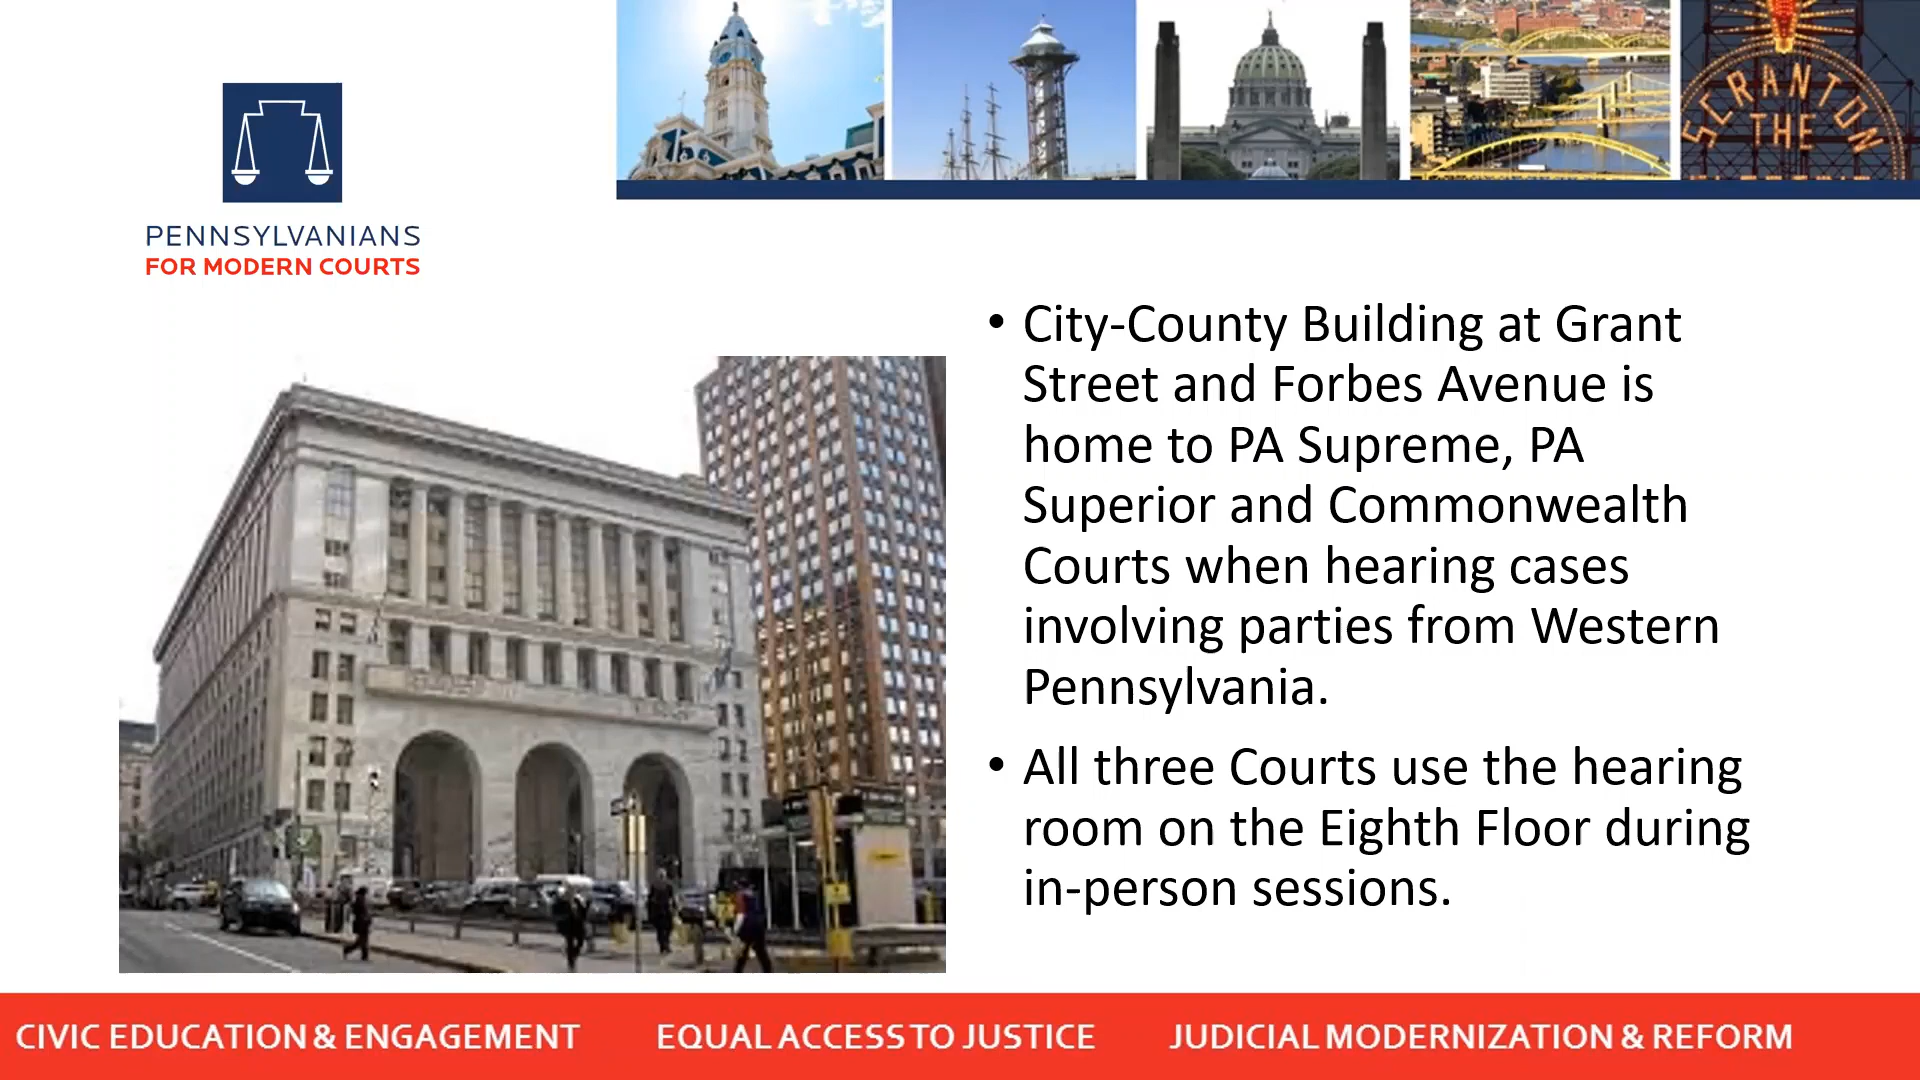 SCRANTON
THE
PENNSYLVANIANS
FOR MODERN COURTS
• City-County Building at Grant
Street and Forbes Avenue is
home to PA Supreme, PA
Superior and Commonwealth
Courts when hearing cases
involving parties from Western
Pennsylvania.
• All three Courts use the hearing
room on the Eighth Floor during
in-person sessions.
CIVIC EDUCATION & ENGAGEMENT EQUAL ACCESS TO JUSTICE JUDICIAL MODERNIZATION & REFORM